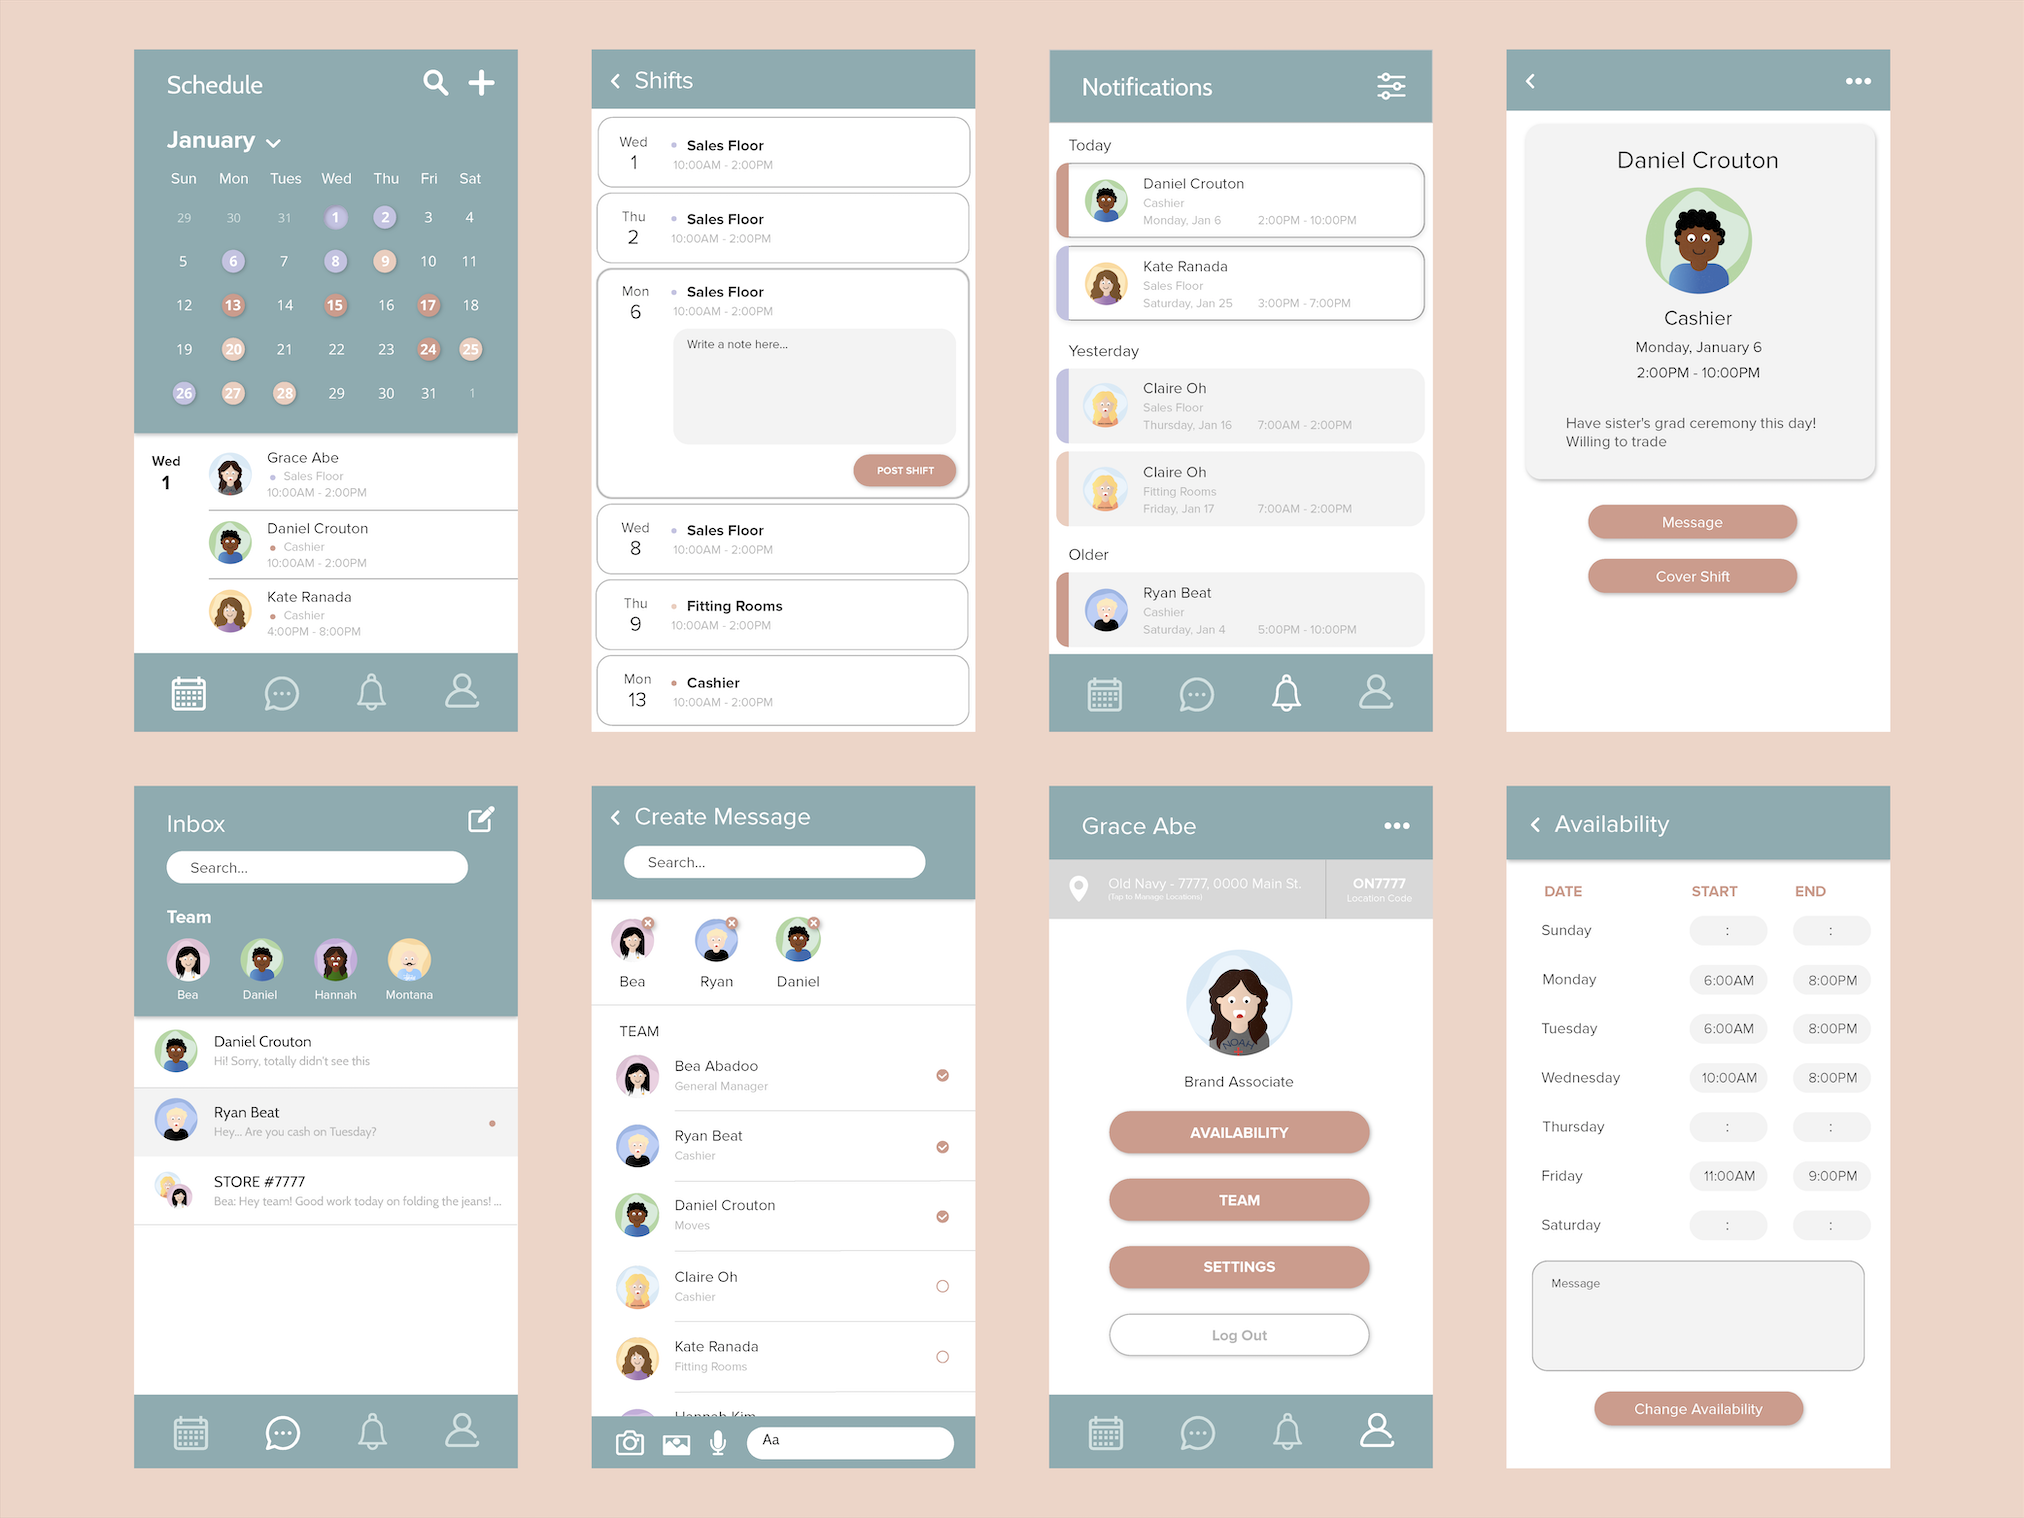 Schedule
January
Sun Mon Tues Wed Thu Fri Sat
29 30 31 1 2 3 4
5 6 7 8 9 10 11
12 13 14 15 16 17 18
19 20 21 22 23 24 25
26 27 28 29 30 31 1
Wed
1
Grace Abe
Sales Floor
10:00AM - 2:00PM
Daniel Crouton
Cashier
10:00AM - 2:00PM
Kate Ranada
Cashier
4:00PM - 8:00PM
Shifts
Wed
1
Sales Floor
10:00AM - 2:00PM
Thu
2
Sales Floor
10:00AM - 2:00PM
Mon
6
Sales Floor
10:00AM - 2:00PM
Write a note here...
POST SHIFT
Wed
8
Sales Floor
10:00AM - 2:00PM
Thu
9
Fitting Rooms
10:00AM - 2:00PM
Mon
13
Cashier
10:00AM - 2:00PM
Notifications
Today
Daniel Crouton
Cashier
Monday, Jan 6 2:00PM - 10:00PM
Kate Ranada
Sales Floor
Saturday, Jan 25 3:00PM - 7:00PM
Yesterday
Claire Oh
Sales Floor
Thursday, Jan 16 7:00AM - 2:00PM
Claire Oh
Fitting Rooms
Friday, Jan 17 7:00AM - 2:00PM
Older
Ryan Beat
Cashier
Saturday, Jan 4 5:00PM - 10:00PM
Daniel Crouton
Cashier
Monday, January 6
2:00PM - 10:00PM
Have sister's grad ceremony this day!
Willing to trade
Message
Cover Shift
Inbox
Search...
Team
Bea Daniel Hannah Montana
Daniel Crouton
Hi! Sorry, totally didn't see this
Ryan Beat
Hey... Are you cash on Tuesday?
STORE #7777
Bea: Hey team! Good work today on folding the jeans! ...
Create Message
Search...
Bea Ryan Daniel
TEAM
Bea Abadoo
General Manager
Ryan Beat
Cashier
Daniel Crouton
Moves
Claire Oh
Cashier
Kate Ranada
Fitting Rooms
Hannah Kim
Aa
Grace Abe
Old Navy - 7777, 0000 Main St.
(Tap to Manage Locations)
ON7777
Location Code
NOAH
Brand Associate
AVAILABILITY
TEAM
SETTINGS
Log Out
Availability
DATE START END
Sunday : :
Monday 6:00AM 8:00PM
Tuesday 6:00AM 8:00PM
Wednesday 10:00AM 8:00PM
Thursday : :
Friday 11:00AM 9:00PM
Saturday : :
Message
Change Availability